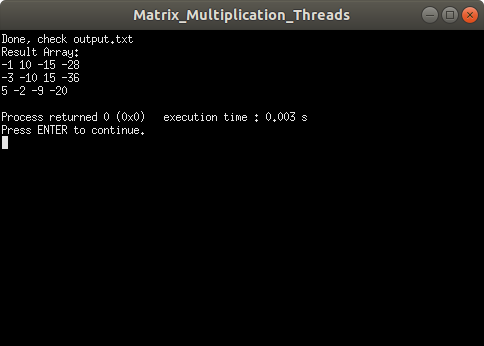 Matrix_Multiplication_Threads
Done, check output.txt
Result Array:
-1 10 -15 -28
-3 -10 15 -36
5 -2 -9 -20
Process returned 0 (0x0)   execution time : 0.003 s
Press ENTER to continue.